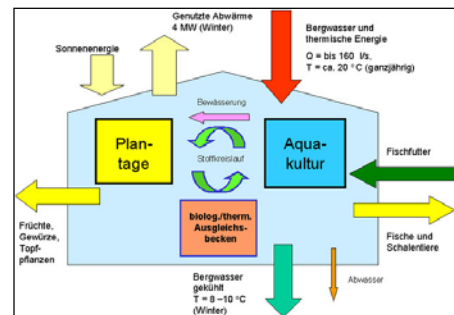 Genutzte Abwärme
4 MW (Winter)
Sonnenenergie
Bergwasser und
thermische Energie
Q = bis 160 l/s,
T = ca. 20 °C (ganzjährig)
Bewässerung
Plan-
tage
Aqua-
kultur
Stoffkreislauf
Fischfutter
biolog./therm.
Ausgleichs-
becken
Früchte,
Gewürze,
Topf-
pflanzen
Fische und
Schalentiere
Bergwasser
gekühlt
T = 8 –10 °C
(Winter)
Abwasser